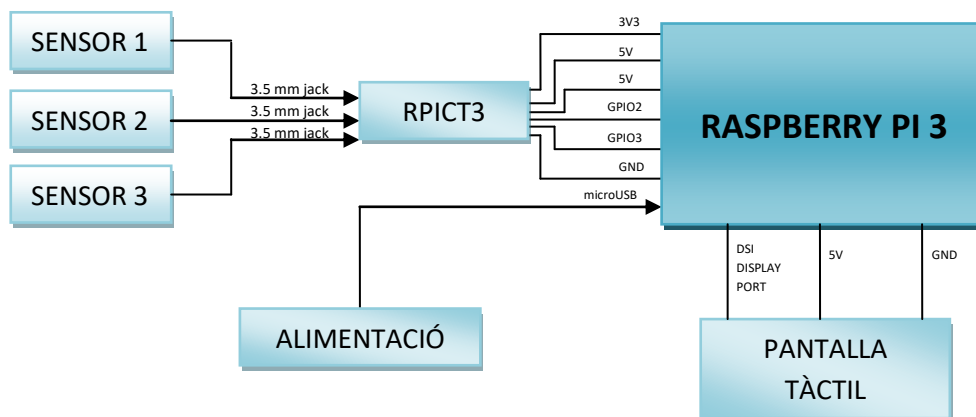 SENSOR 1
SENSOR 2
SENSOR 3
3.5 mm jack
3.5 mm jack
3.5 mm jack
RPICT3
3V3
5V
5V
GPIO2
GPIO3
GND
microUSB
RASPBERRY PI 3
ALIMENTACIÓ
DSI
DISPLAY
PORT
5V
GND
PANTALLA
TÀCTIL